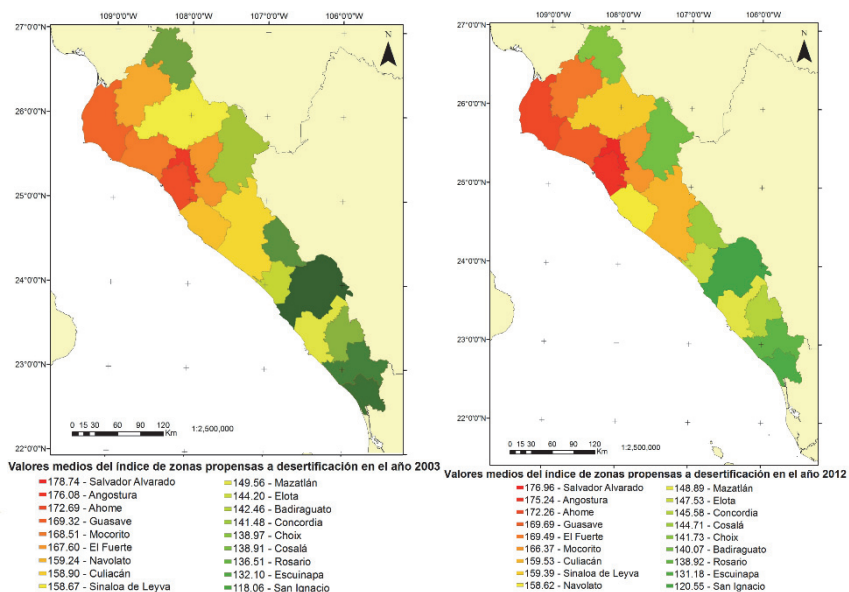 109°0'0"W 108°0'0"W 107°0'0"W 106°0'0"W
27°0'0"N
26°0'0"N
25°0'0"N
24°0'0"N
23°0'0"N
22°0'0"N
N
0 15 30 60 90 120
Km
1:2,500,000
Valores medios del índice de zonas propensas a desertificación en el año 2003
178.74 - Salvador Alvarado
176.08 - Angostura
172.69 - Ahome
169.32 - Guasave
168.51 - Mocorito
167.60 - El Fuerte
159.24 - Navolato
158.90 - Culiacán
158.67 - Sinaloa de Leyva
149.56 - Mazatlán
144.20 - Elota
142.46 - Badiraguato
141.48 - Concordia
138.97 - Choix
138.91 - Cosalá
136.51 - Rosario
132.10 - Escuinapa
118.06 - San Ignacio
109°0'0"W 108°0'0"W 107°0'0"W 106°0'0"W
27°0'0"N
26°0'0"N
25°0'0"N
24°0'0"N
23°0'0"N
22°0'0"N
N
0 15 30 60 90 120
Km
1:2,500,000
Valores medios del índice de zonas propensas a desertificación en el año 2012
176.96 - Salvador Alvarado
175.24 - Angostura
172.26 - Ahome
169.69 - Guasave
169.49 - El Fuerte
166.37 - Mocorito
159.53 - Culiacán
159.39 - Sinaloa de Leyva
158.62 - Navolato
148.89 - Mazatlán
147.53 - Elota
145.58 - Concordia
144.71 - Cosalá
141.73 - Choix
140.07 - Badiraguato
138.92 - Rosario
131.18 - Escuinapa
120.55 - San Ignacio